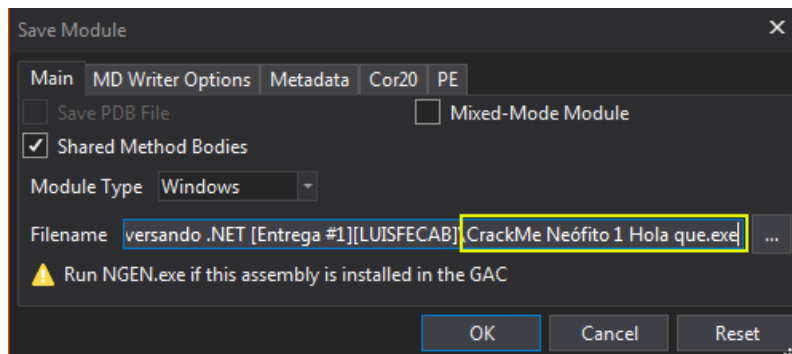 Save Module
Main MD Writer Options Metadata Cor20 PE
Save PDB File Mixed-Mode Module
Shared Method Bodies
Module Type Windows
Filename versando .NET [Entrega #1][LUISFECAB]\CrackMe Neófito 1 Hola que.exe ...
Run NGEN.exe if this assembly is installed in the GAC
OK Cancel Reset